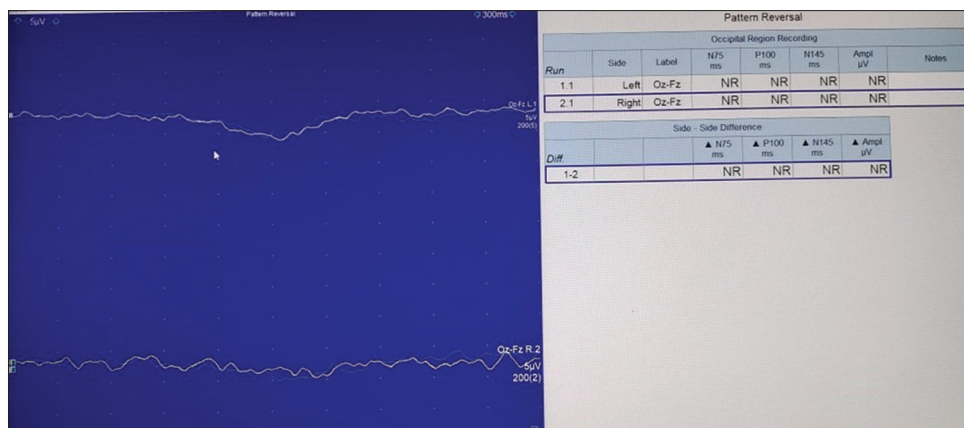 5µV
Pattern Reversal
300ms
Oz-Fz L.1
5µV
200(5)
Oz-Fz R.2
5µV
200(2)
Pattern Reversal
Occipital Region Recording
Run Side Label N75 ms P100 ms N145 ms Ampl µV Notes
1.1 Left Oz-Fz NR NR NR NR
2.1 Right Oz-Fz NR NR NR NR
Side - Side Difference
Diff. ▲ N75 ms ▲ P100 ms ▲ N145 ms ▲ Ampl µV
1-2 NR NR NR NR